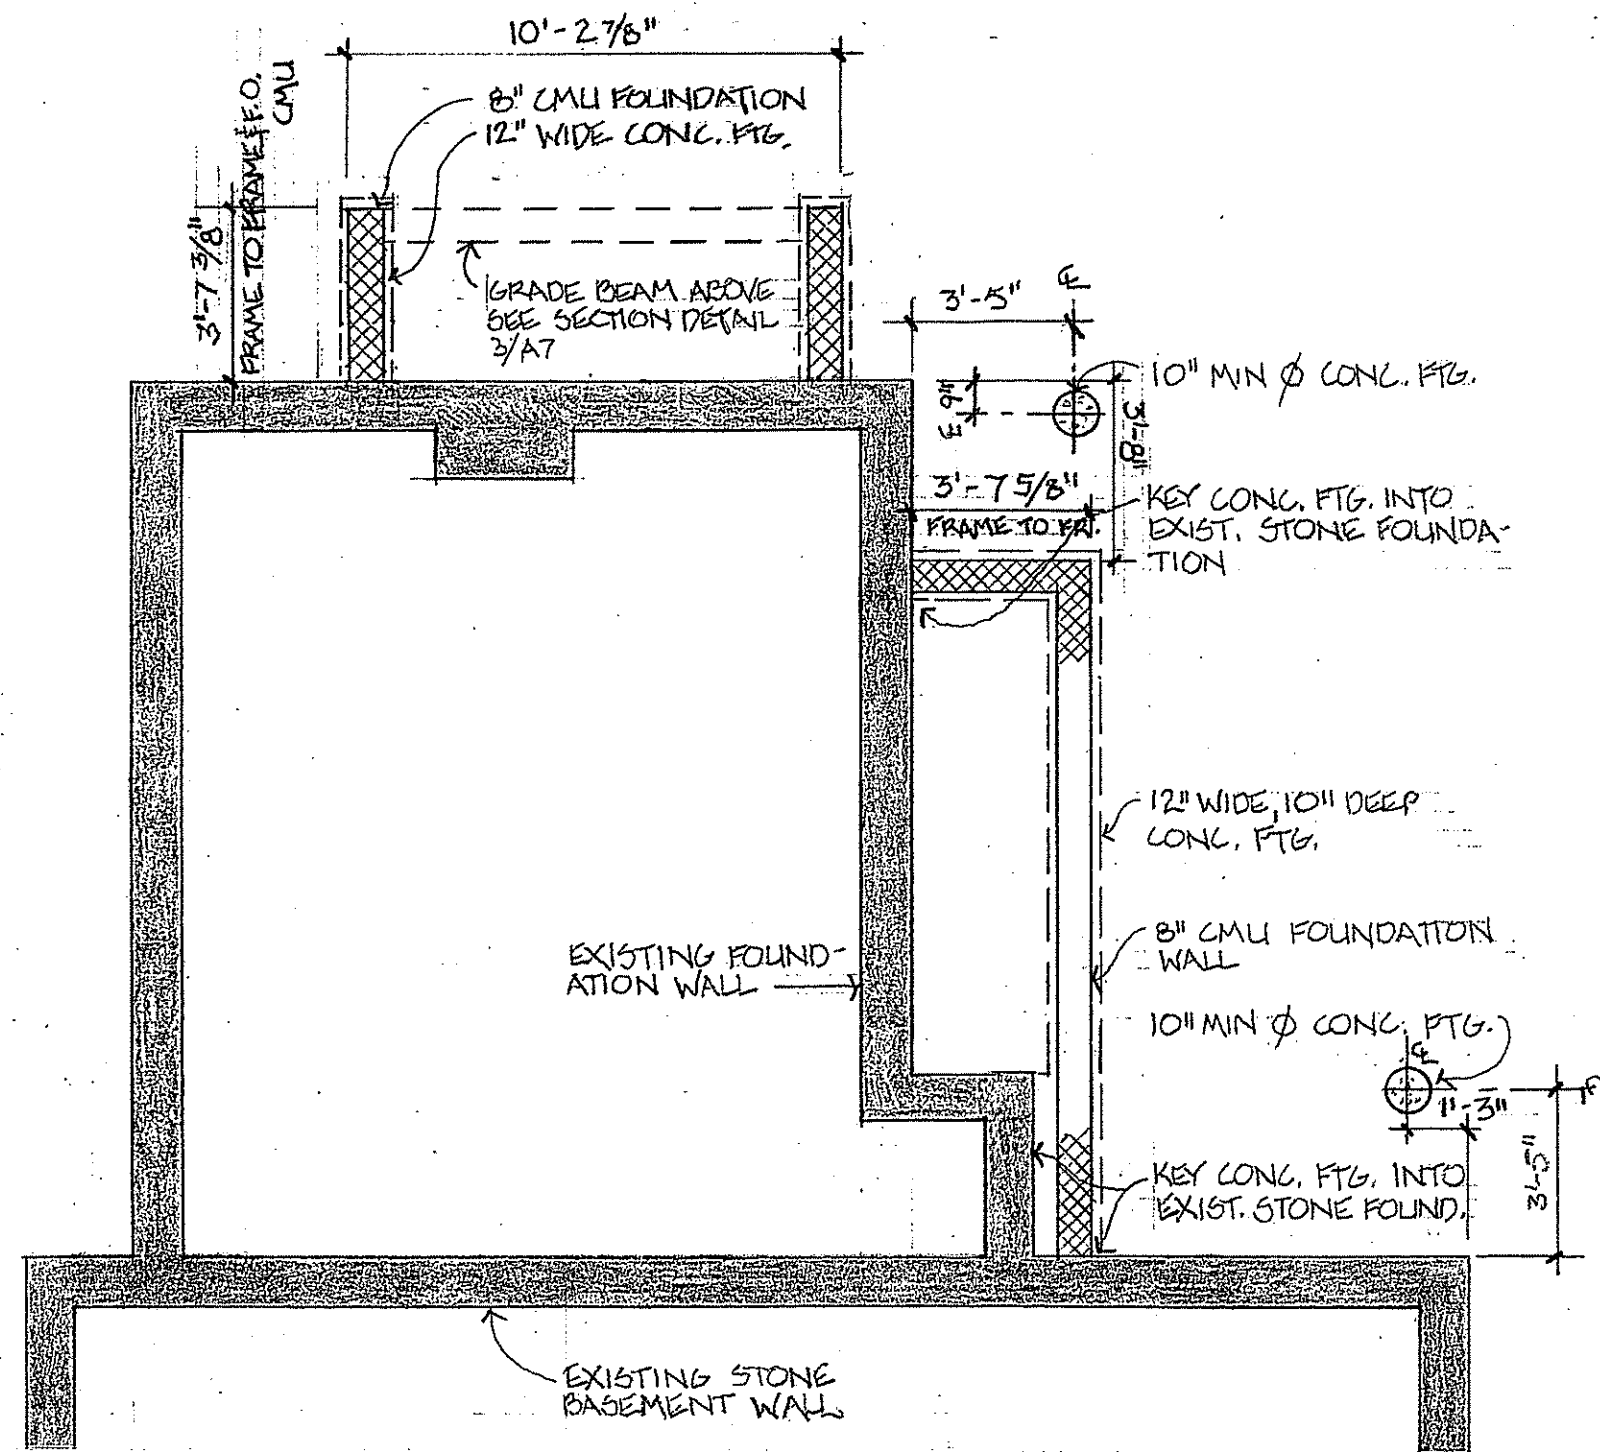 10'-2 7/8"
8" CMU FOUNDATION
12" WIDE CONC. FTG.
3'-7 3/8"
FRAME TO FRAME & F.O.
CMU
GRADE BEAM ABOVE
SEE SECTION DETAIL
3/A7
3'-5"
℄
10" MIN Ø CONC. FTG.
9"
℄
3'-8"
3'-7 5/8"
FRAME TO FR.
KEY CONC. FTG. INTO
EXIST. STONE FOUNDA-
TION
12" WIDE, 10" DEEP
CONC. FTG.
8" CMU FOUNDATION
WALL
EXISTING FOUND-
ATION WALL
10" MIN Ø CONC. FTG.
℄
1'-3"
℄
3'-5"
KEY CONC. FTG. INTO
EXIST. STONE FOUND.
EXISTING STONE
BASEMENT WALL